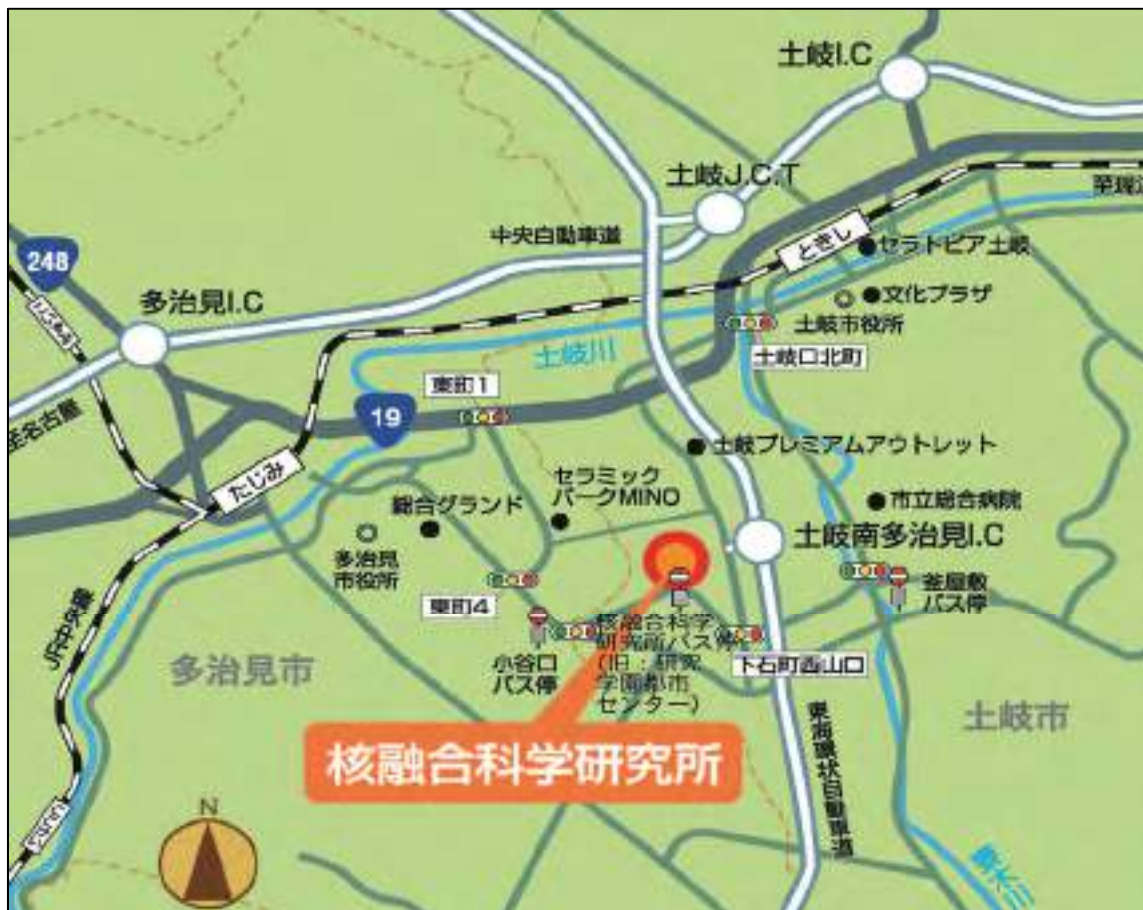 土岐I.C
土岐J.C.T
至瑞浪
ときし
中央自動車道
セラトピア土岐
248
文化プラザ
多治見I.C
土岐市役所
土岐川
土岐口北町
東町1
19
至名古屋
土岐プレミアムアウトレット
たじみ
セラミック
パークMINO
総合グランド
市立総合病院
土岐南多治見I.C
多治見
市役所
釜屋敷
バス停
東町4
核融合科学
研究所バス停
(旧:研究
学園都市
センター)
小谷口
バス停
下石町西山口
JR中央線
多治見市
土岐市
東海環状自動車道
核融合科学研究所
N